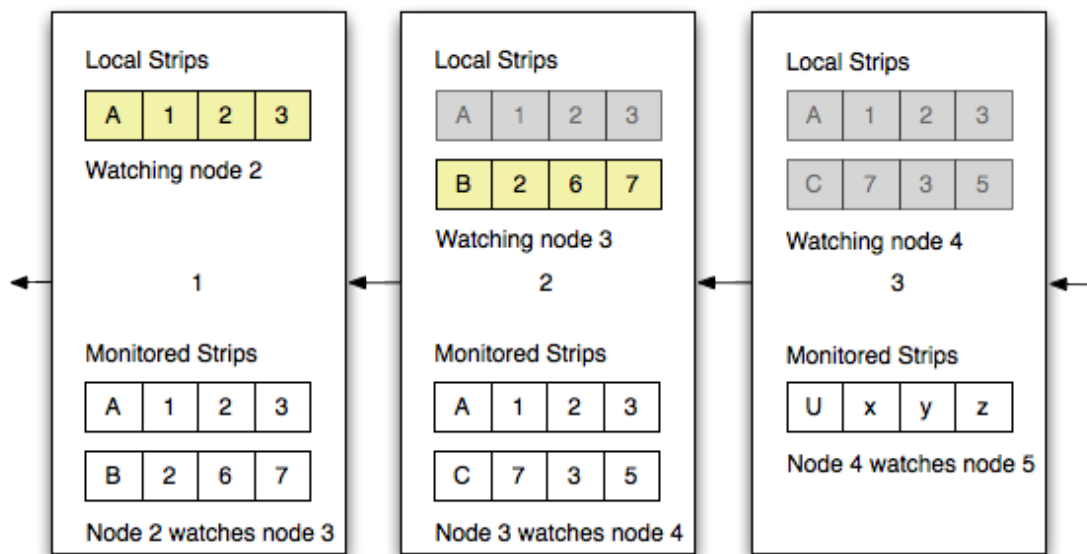 Local Strips
A 1 2 3
Watching node 2
1
Monitored Strips
A 1 2 3
B 2 6 7
Node 2 watches node 3
Local Strips
A 1 2 3
B 2 6 7
Watching node 3
2
Monitored Strips
A 1 2 3
C 7 3 5
Node 3 watches node 4
Local Strips
A 1 2 3
C 7 3 5
Watching node 4
3
Monitored Strips
U x y z
Node 4 watches node 5